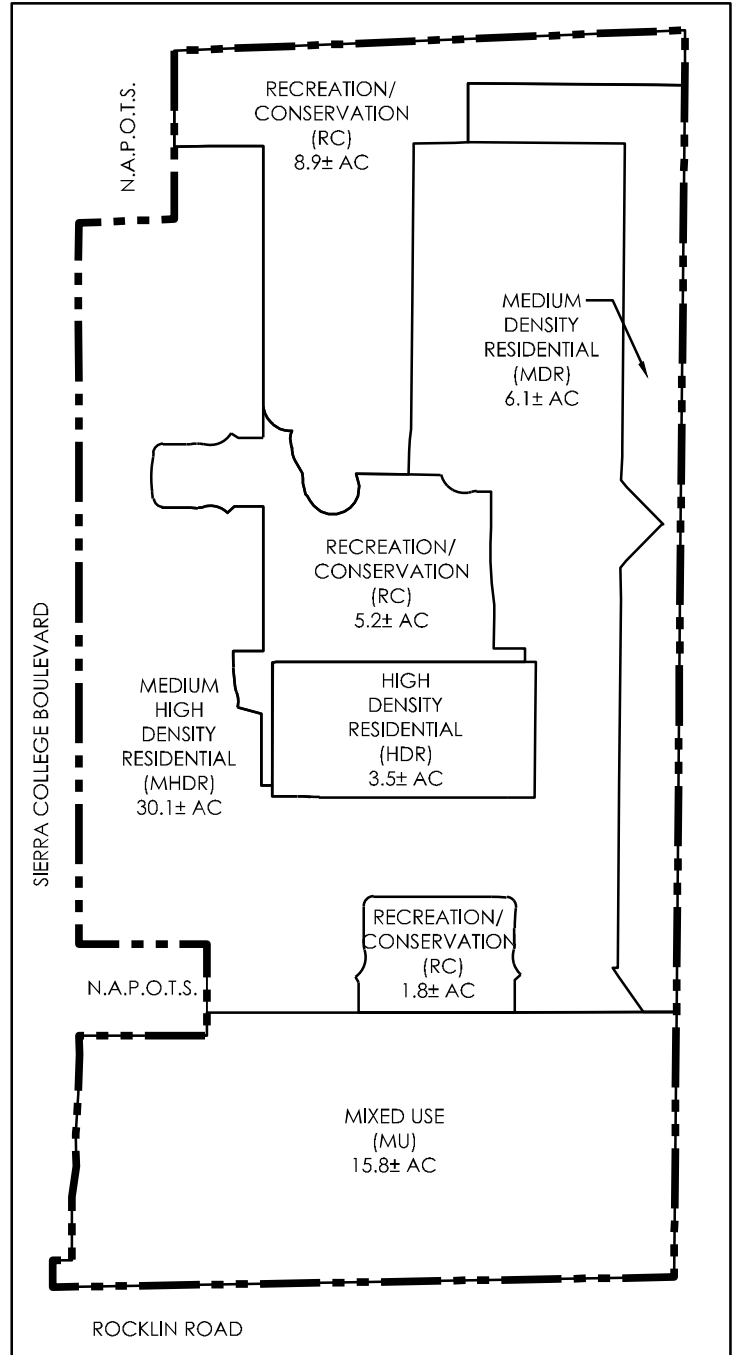 N.A.P.O.T.S.
RECREATION/
CONSERVATION
(RC)
8.9± AC
MEDIUM
DENSITY
RESIDENTIAL
(MDR)
6.1± AC
RECREATION/
CONSERVATION
(RC)
5.2± AC
SIERRA COLLEGE BOULEVARD
MEDIUM
HIGH
DENSITY
RESIDENTIAL
(MHDR)
30.1± AC
HIGH
DENSITY
RESIDENTIAL
(HDR)
3.5± AC
RECREATION/
CONSERVATION
(RC)
1.8± AC
N.A.P.O.T.S.
MIXED USE
(MU)
15.8± AC
ROCKLIN ROAD